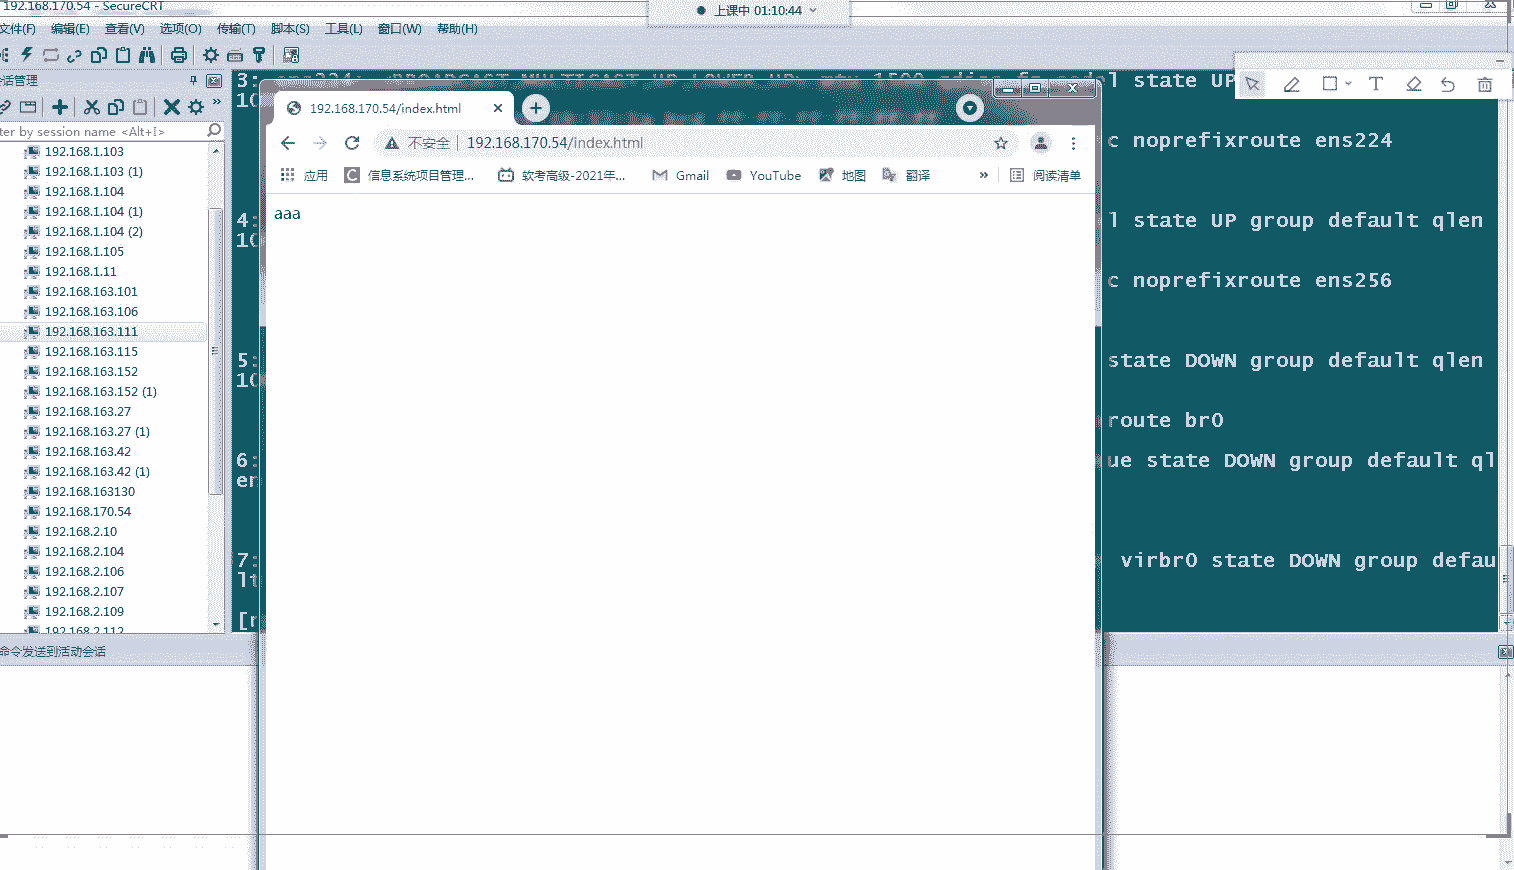 192.168.170.54 - SecureCRT
上课中 01:10:44
文件(F) 编辑(E) 查看(V) 选项(O) 传输(T) 脚本(S) 工具(L) 窗口(W) 帮助(H)
话管理
ter by session name <Alt+I>
192.168.1.103
192.168.1.103 (1)
192.168.1.104
192.168.1.104 (1)
192.168.1.104 (2)
192.168.1.105
192.168.1.11
192.168.163.101
192.168.163.106
192.168.163.111
192.168.163.115
192.168.163.152
192.168.163.152 (1)
192.168.163.27
192.168.163.27 (1)
192.168.163.42
192.168.163.42 (1)
192.168.163130
192.168.170.54
192.168.2.10
192.168.2.104
192.168.2.106
192.168.2.107
192.168.2.109
192.168.2.112
命令发送到活动会话
192.168.170.54/index.html
不安全 192.168.170.54/index.html
应用 信息系统项目管理... 软考高级-2021年... Gmail YouTube 地图 翻译 » 阅读清单
aaa
3: l state UP
10
c noprefixroute ens224
4: l state UP group default qlen
10
c noprefixroute ens256
5: state DOWN group default qlen
10
route br0
6: ue state DOWN group default ql
en
7: virbr0 state DOWN group defau
lt
[r